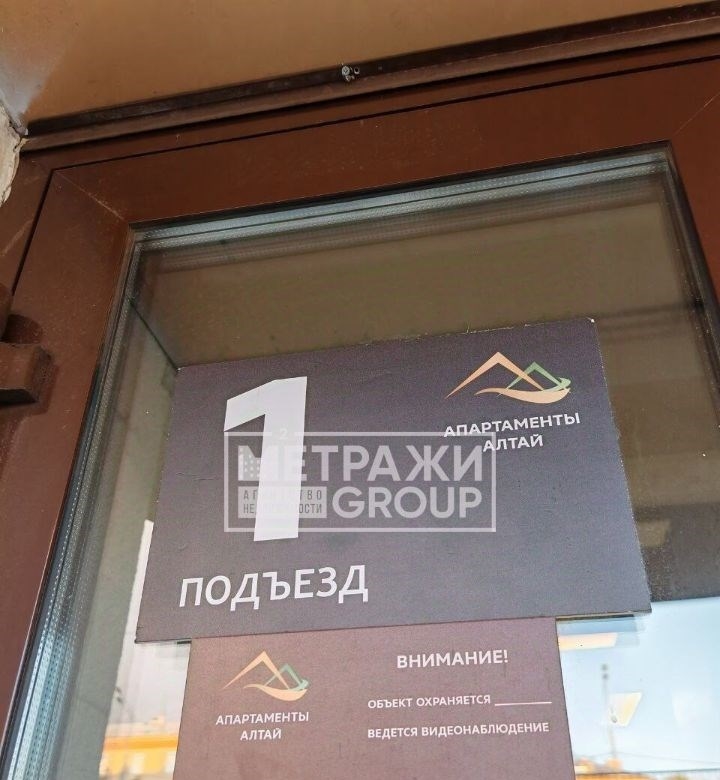 1
АПАРТАМЕНТЫ
АЛТАЙ
МЕТРАЖИ
АГЕНТСТВО
НЕДВИЖИМОСТИ
GROUP
ПОДЪЕЗД
АПАРТАМЕНТЫ
АЛТАЙ
ВНИМАНИЕ!
ОБЪЕКТ ОХРАНЯЕТСЯ
ВЕДЕТСЯ ВИДЕОНАБЛЮДЕНИЕ